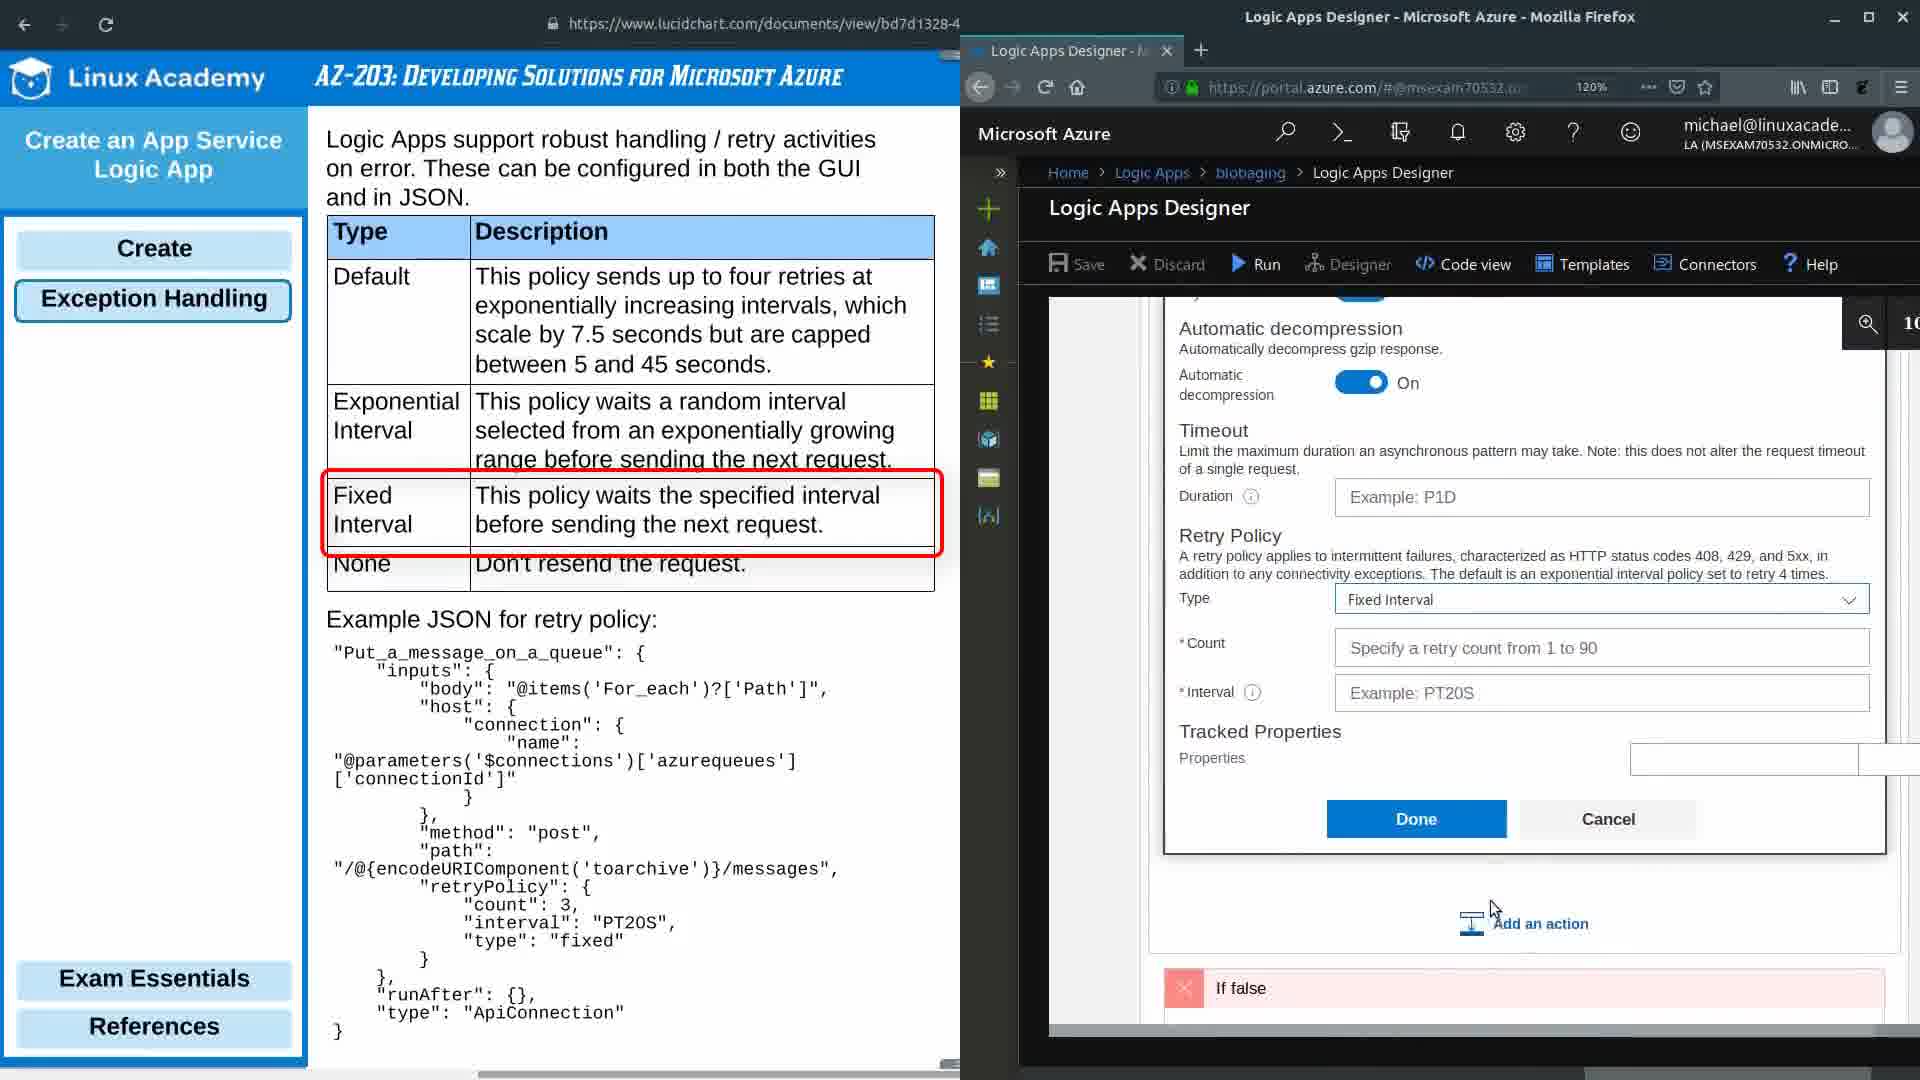 https://www.lucidchart.com/documents/view/bd7d1328-4
Linux Academy
AZ-203: Developing Solutions for Microsoft Azure
Create an App Service
Logic App
Create
Exception Handling
Exam Essentials
References
Logic Apps support robust handling / retry activities
on error. These can be configured in both the GUI
and in JSON.
Type Description
Default This policy sends up to four retries at
exponentially increasing intervals, which
scale by 7.5 seconds but are capped
between 5 and 45 seconds.
Exponential This policy waits a random interval
Interval selected from an exponentially growing
range before sending the next request.
Fixed This policy waits the specified interval
Interval before sending the next request.
None Don't resend the request.
Example JSON for retry policy:
"Put_a_message_on_a_queue": {
"inputs": {
"body": "@items('For_each')?['Path']",
"host": {
"connection": {
"name":
"@parameters('$connections')['azurequeues']
['connectionId']"
}
},
"method": "post",
"path":
"/@{encodeURIComponent('toarchive')}/messages",
"retryPolicy": {
"count": 3,
"interval": "PT20S",
"type": "fixed"
}
},
"runAfter": {},
"type": "ApiConnection"
}
Logic Apps Designer - Microsoft Azure - Mozilla Firefox
Logic Apps Designer - M
https://portal.azure.com/#@msexam70532.o
120%
Microsoft Azure
michael@linuxacade...
LA (MSEXAM70532.ONMICRO...
Home > Logic Apps > blobaging > Logic Apps Designer
Logic Apps Designer
Save Discard Run Designer Code view Templates Connectors Help
10
Automatic decompression
Automatically decompress gzip response.
Automatic
decompression
On
Timeout
Limit the maximum duration an asynchronous pattern may take. Note: this does not alter the request timeout
of a single request.
Duration Example: P1D
Retry Policy
A retry policy applies to intermittent failures, characterized as HTTP status codes 408, 429, and 5xx, in
addition to any connectivity exceptions. The default is an exponential interval policy set to retry 4 times.
Type Fixed Interval
* Count Specify a retry count from 1 to 90
* Interval Example: PT20S
Tracked Properties
Properties
Done Cancel
Add an action
If false